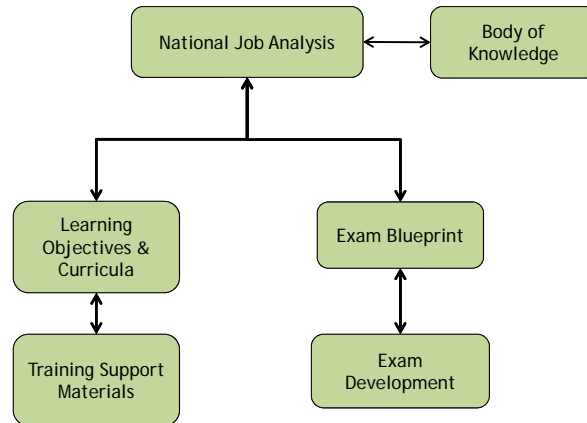 National Job Analysis
Body of
Knowledge
Learning
Objectives &
Curricula
Exam Blueprint
Training Support
Materials
Exam
Development